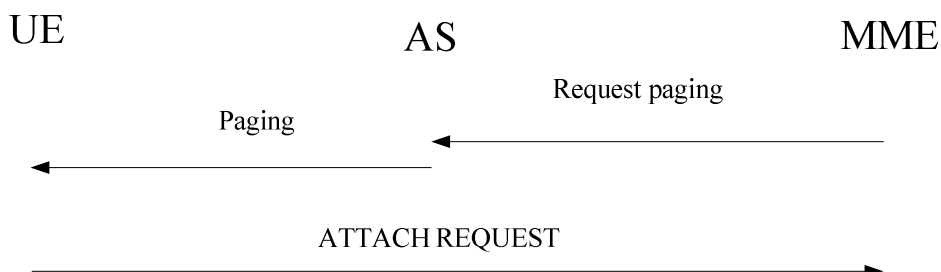 UE AS MME
Request paging
Paging
ATTACH REQUEST